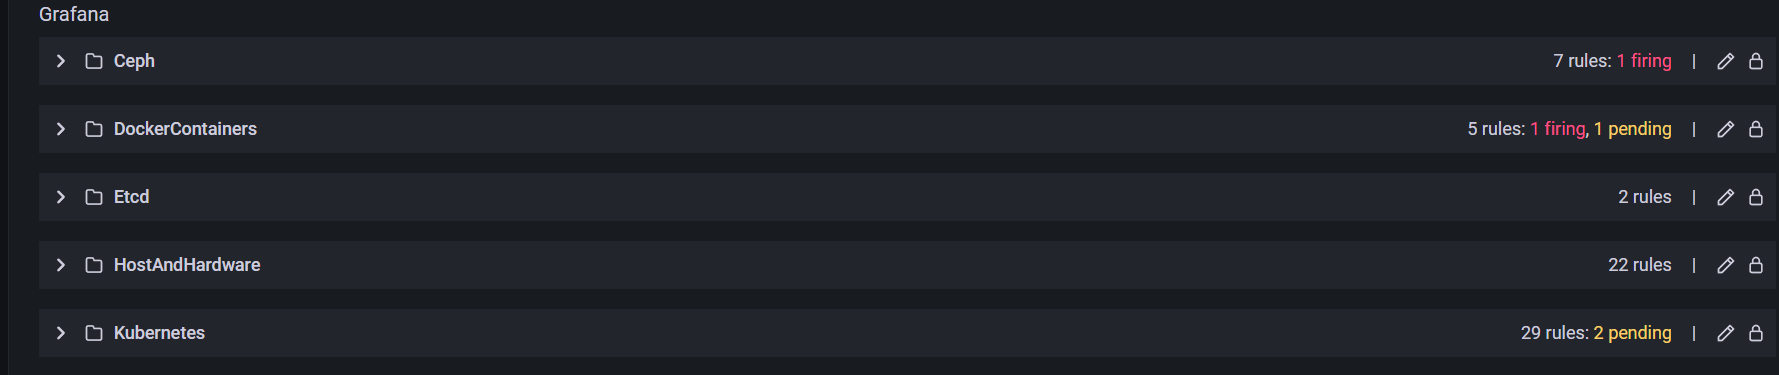 Grafana
Ceph 7 rules: 1 firing |
DockerContainers 5 rules: 1 firing, 1 pending |
Etcd 2 rules |
HostAndHardware 22 rules |
Kubernetes 29 rules: 2 pending |